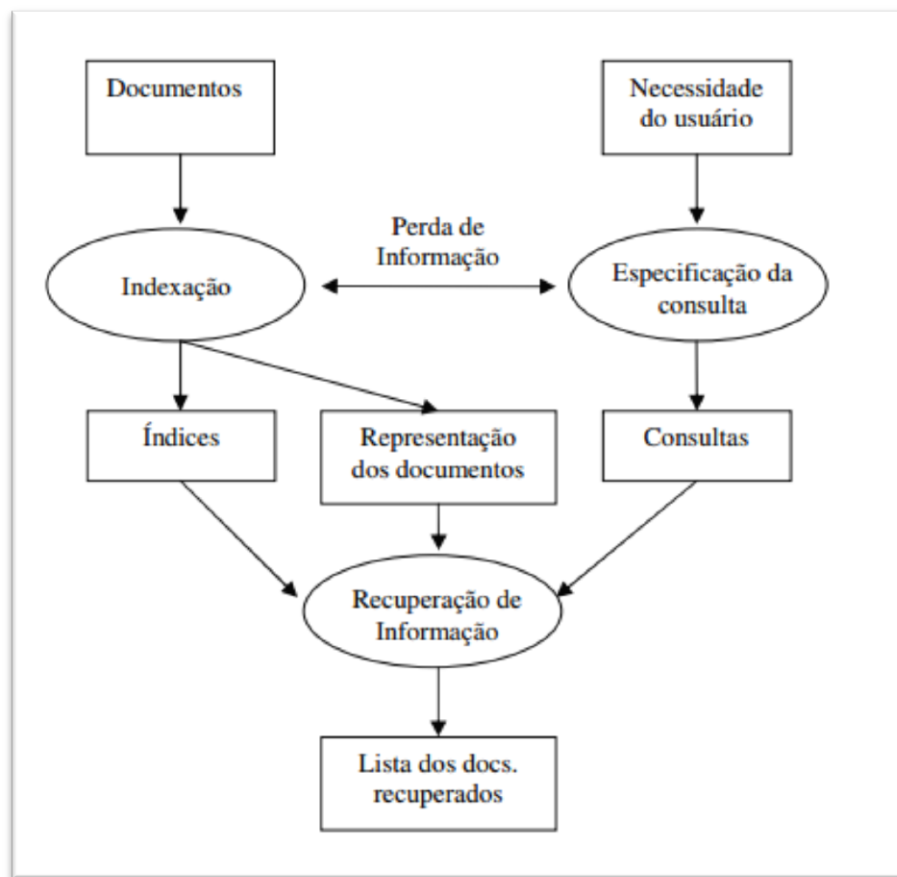 Documentos
Necessidade
do usuário
Perda de
Informação
Indexação
Especificação da
consulta
Índices
Representação
dos documentos
Consultas
Recuperação de
Informação
Lista dos docs.
recuperados